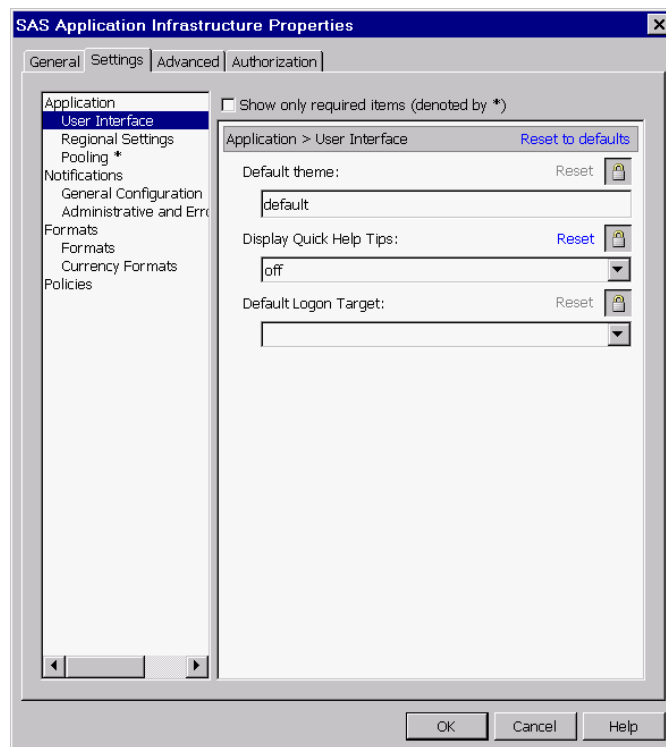 SAS Application Infrastructure Properties
General Settings Advanced Authorization
Application
User Interface
Regional Settings
Pooling *
Notifications
General Configuration
Administrative and Erro
Formats
Formats
Currency Formats
Policies
Show only required items (denoted by *)
Application > User Interface Reset to defaults
Default theme: Reset
default
Display Quick Help Tips: Reset
off
Default Logon Target: Reset
OK Cancel Help